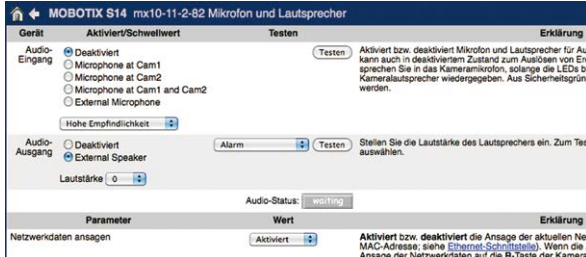 MOBOTIX S14 mx10-11-2-82 Mikrofon und Lautsprecher
Gerät Aktiviert/Schwellwert Testen Erklärung
Audio-Eingang Deaktiviert Testen Aktiviert bzw. deaktiviert Mikrofon und Lautsprecher für Au
Microphone at Cam1 kann auch in deaktiviertem Zustand zum Auslösen von Er
Microphone at Cam2 sprechen Sie in das Kameramikrofon, solange die LEDs b
Microphone at Cam1 and Cam2 Kameralautsprecher wiedergegeben. Aus Sicherheitsgrün
External Microphone werden.
Hohe Empfindlichkeit
Audio-Ausgang Deaktiviert Alarm Testen Stellen Sie die Lautstärke des Lautsprechers ein. Zum Tes
External Speaker auswählen.
Lautstärke 0
Audio-Status: waiting
Parameter Wert Erklärung
Netzwerkdaten ansagen Aktiviert Aktiviert bzw. deaktiviert die Ansage der aktuellen Ne
MAC-Adresse; siehe Ethernet-Schnittstelle). Wenn die
Ansage der Netzwerkdaten auf die R-Taste der Kamer